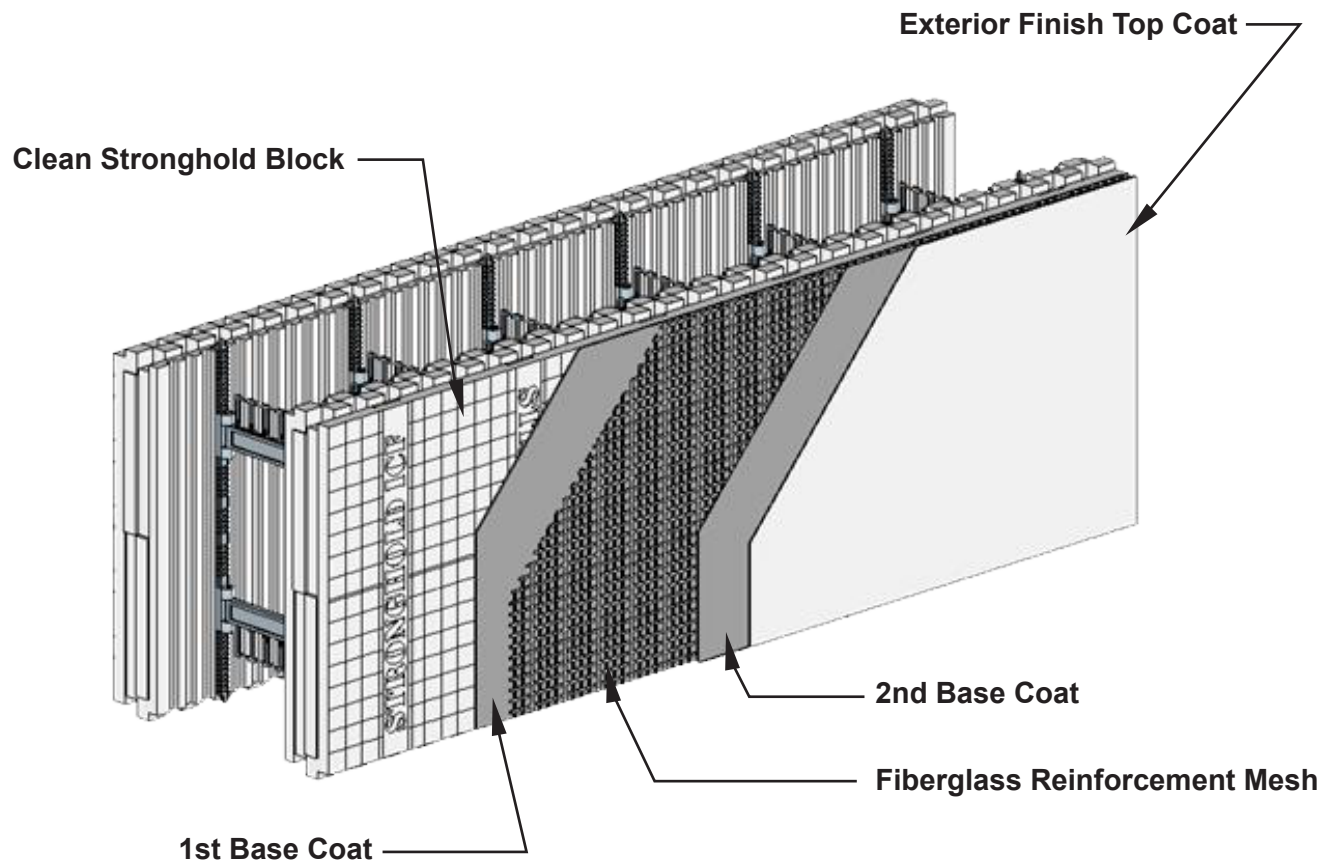 Exterior Finish Top Coat
Clean Stronghold Block
STRONGHOLD ICF
2nd Base Coat
Fiberglass Reinforcement Mesh
1st Base Coat